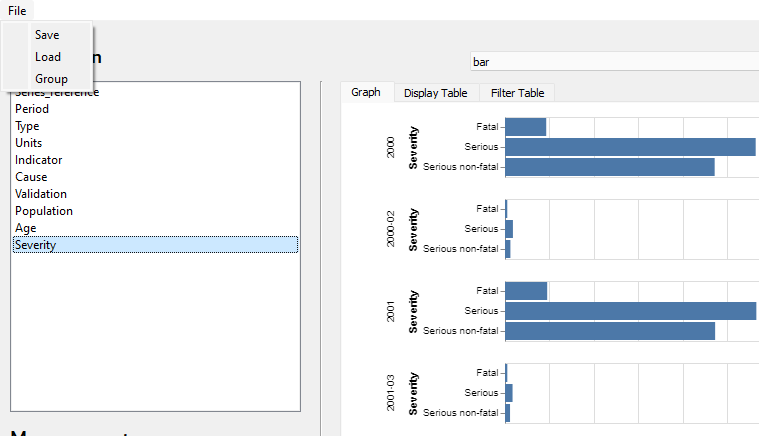 File
Save
Load
Group
bar
Series_reference
Period
Type
Units
Indicator
Cause
Validation
Population
Age
Severity
Graph
Display Table
Filter Table
2000
Severity
Fatal
Serious
Serious non-fatal
2000-02
Severity
Fatal
Serious
Serious non-fatal
2001
Severity
Fatal
Serious
Serious non-fatal
2001-03
Severity
Fatal
Serious
Serious non-fatal